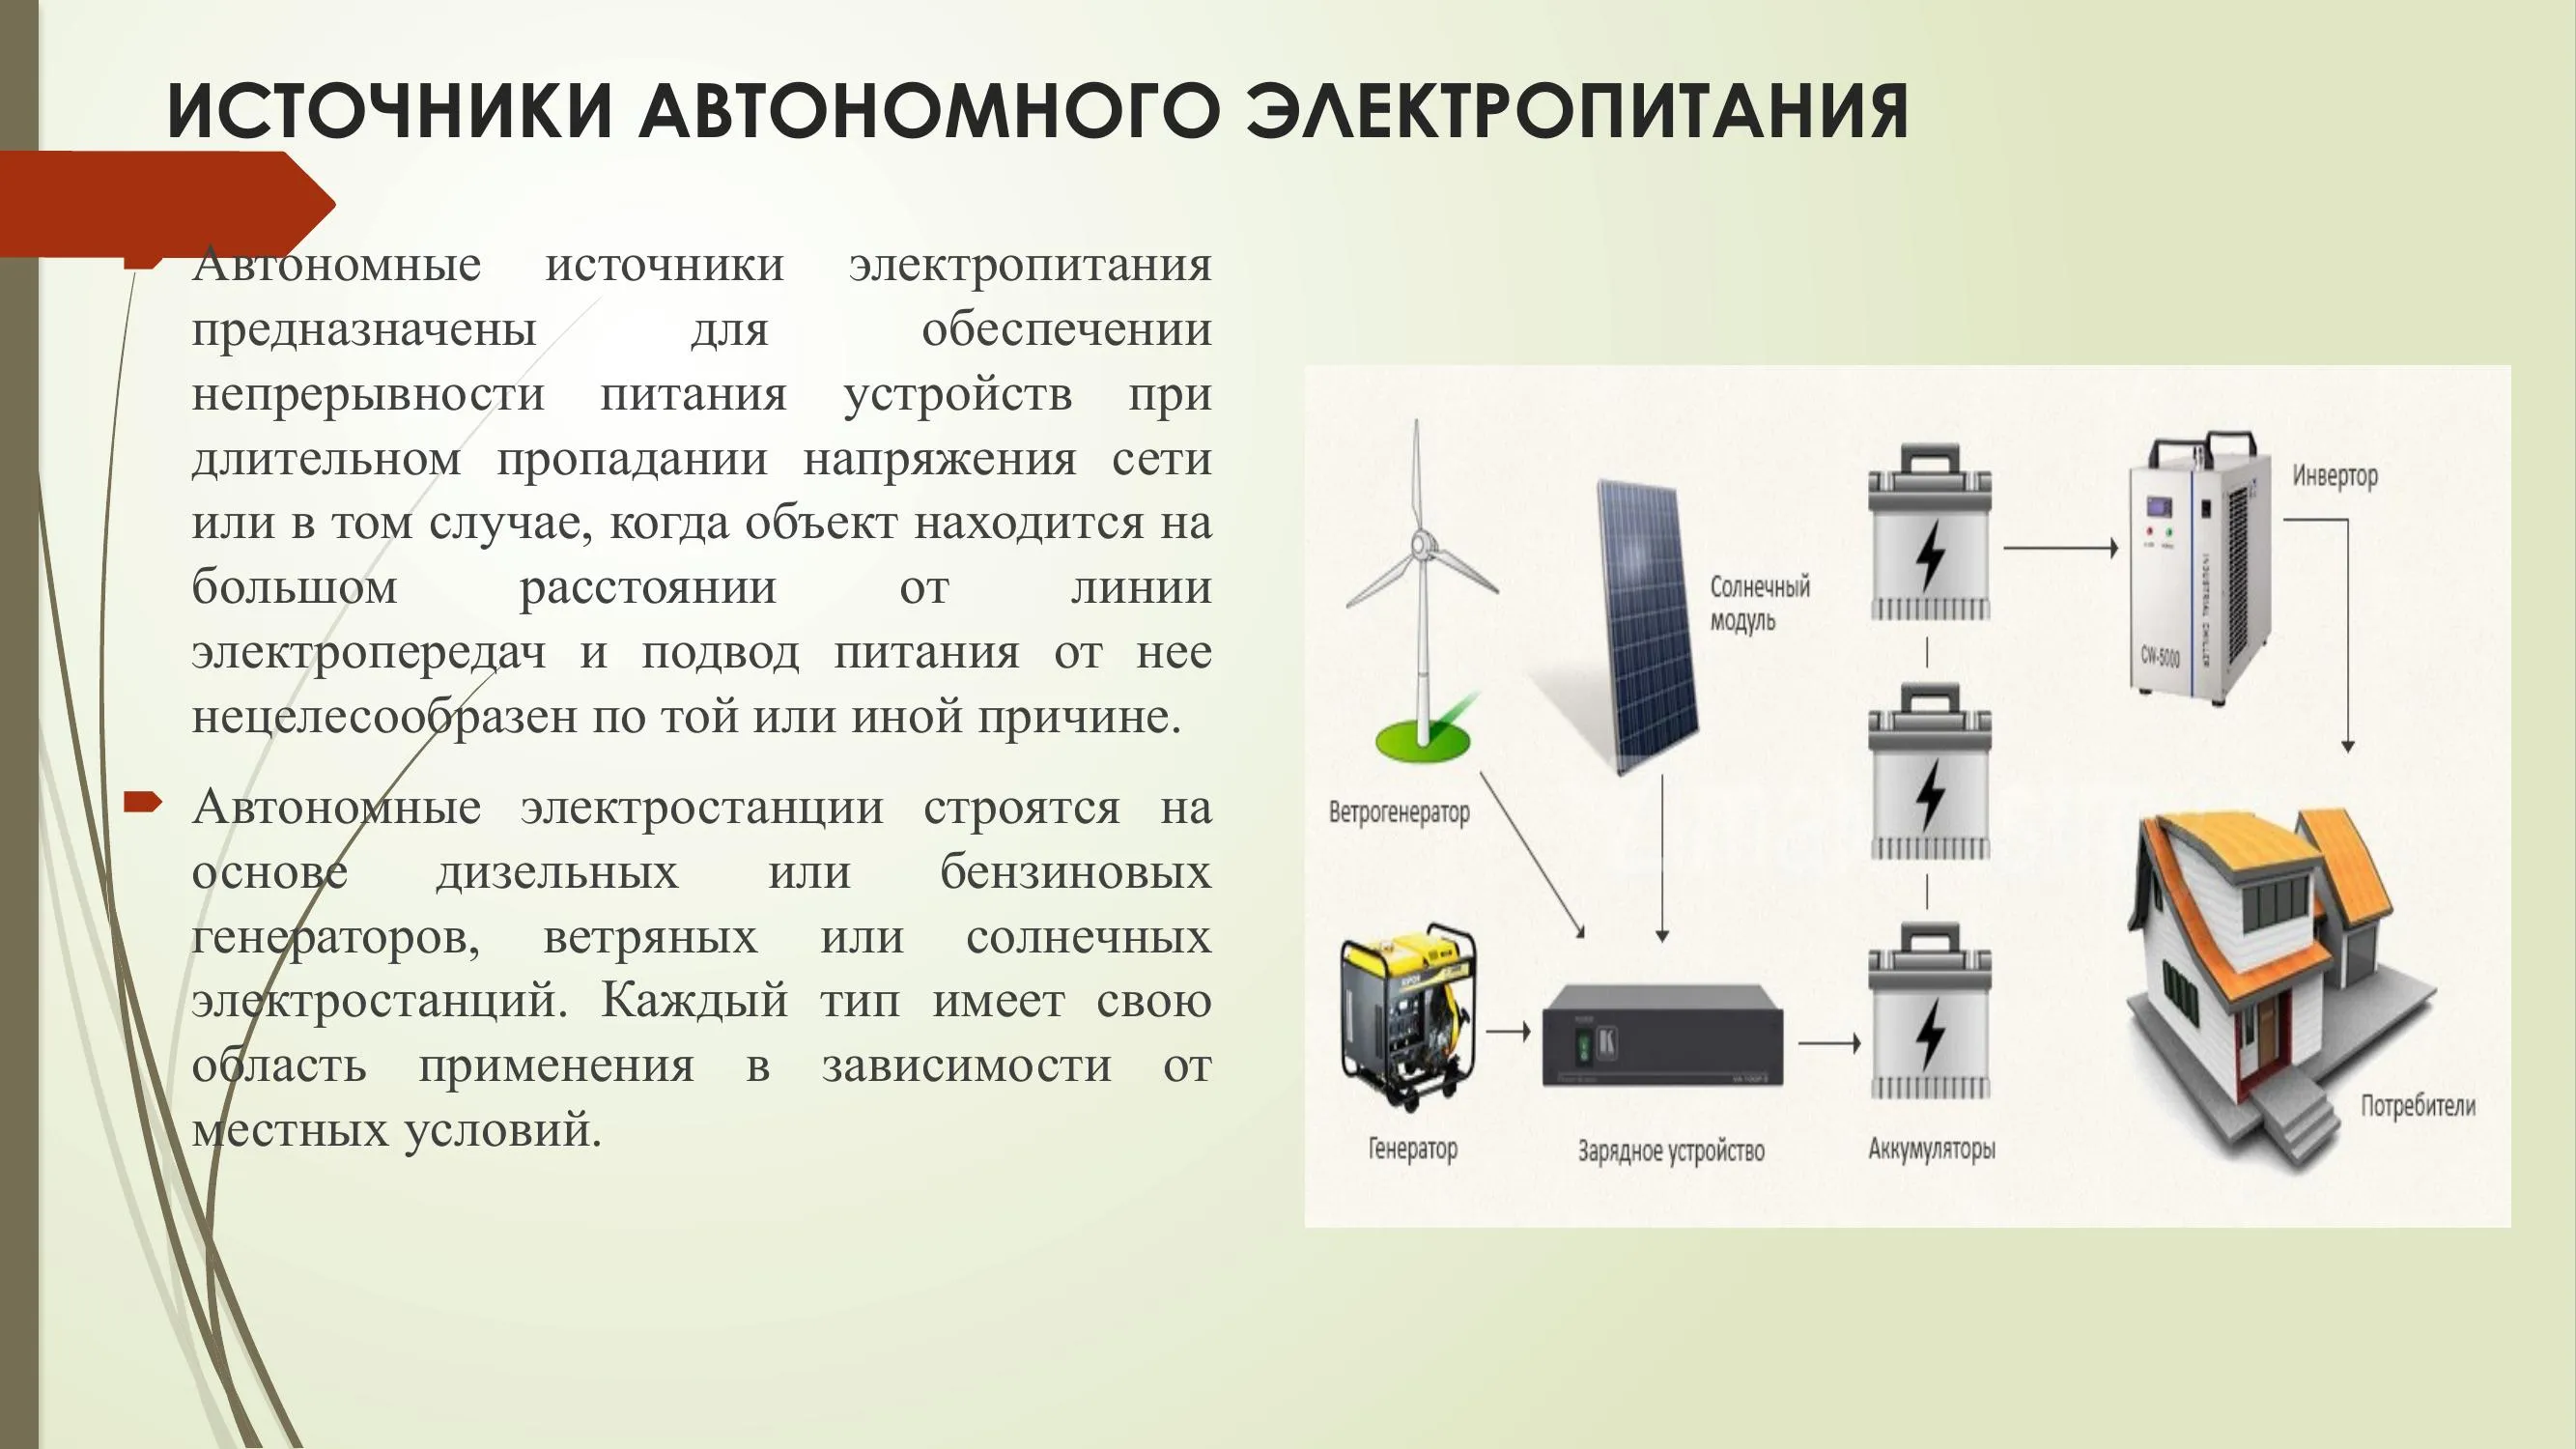 ИСТОЧНИКИ АВТОНОМНОГО ЭЛЕКТРОПИТАНИЯ
Автономные источники электропитания
предназначены для обеспечении
непрерывности питания устройств при
длительном пропадании напряжения сети
или в том случае, когда объект находится на
большом расстоянии от линии
электропередач и подвод питания от нее
нецелесообразен по той или иной причине.
Автономные электростанции строятся на
основе дизельных или бензиновых
генераторов, ветряных или солнечных
электростанций. Каждый тип имеет свою
область применения в зависимости от
местных условий.
Инвертор
Солнечный
модуль
CW-5000
INDUSTRIAL CHILLER
Ветрогенератор
K
Потребители
Генератор
Зарядное устройство
Аккумуляторы